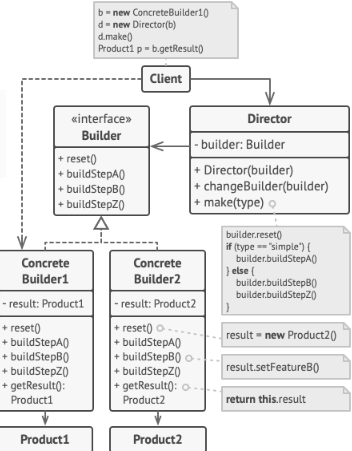 b = new ConcreteBuilder1()
d = new Director(b)
d.make()
Product1 p = b.getResult()
Client
«interface»
Builder
+ reset()
+ buildStepA()
+ buildStepB()
+ buildStepZ()
Director
- builder: Builder
+ Director(builder)
+ changeBuilder(builder)
+ make(type)
builder.reset()
if (type == "simple") {
builder.buildStepA()
} else {
builder.buildStepB()
builder.buildStepZ()
}
Concrete
Builder1
- result: Product1
+ reset()
+ buildStepA()
+ buildStepB()
+ buildStepZ()
+ getResult():
Product1
Concrete
Builder2
- result: Product2
+ reset()
+ buildStepA()
+ buildStepB()
+ buildStepZ()
+ getResult():
Product2
result = new Product2()
result.setFeatureB()
return this.result
Product1
Product2